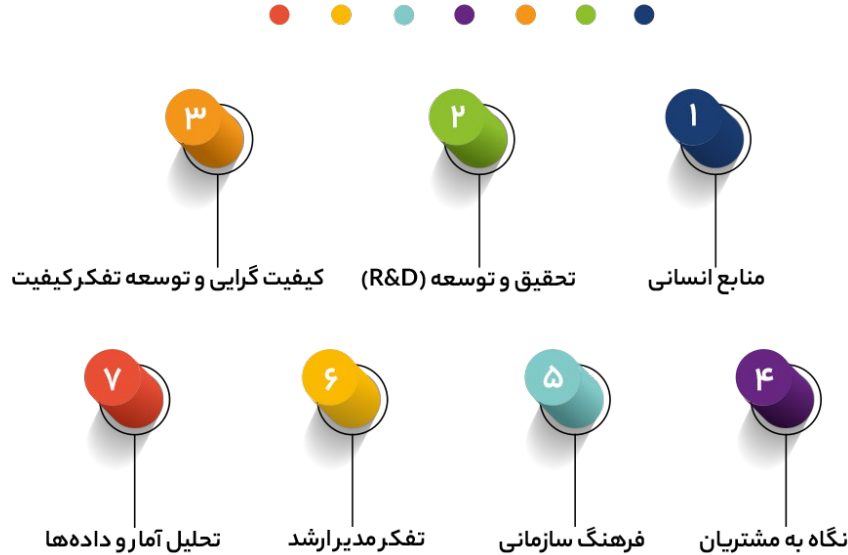 ۱
منابع انسانی
۲
تحقیق و توسعه (R&D)
۳
کیفیت گرایی و توسعه تفکر کیفیت
۴
نگاه به مشتریان
۵
فرهنگ سازمانی
۶
تفکر مدیر ارشد
۷
تحلیل آمار و داده‌ها